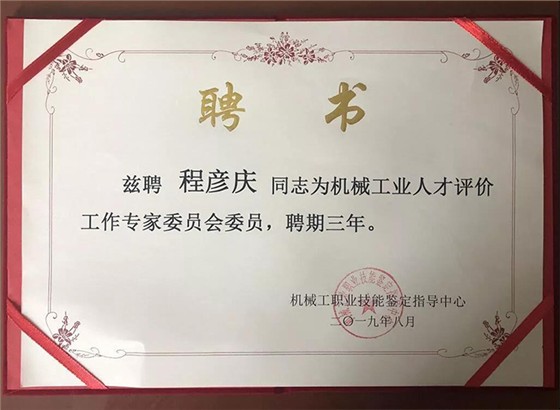 聘 书
兹聘 程彦庆 同志为机械工业人才评价
工作专家委员会委员，聘期三年。
机械工职业技能鉴定指导中心
二〇一九年八月